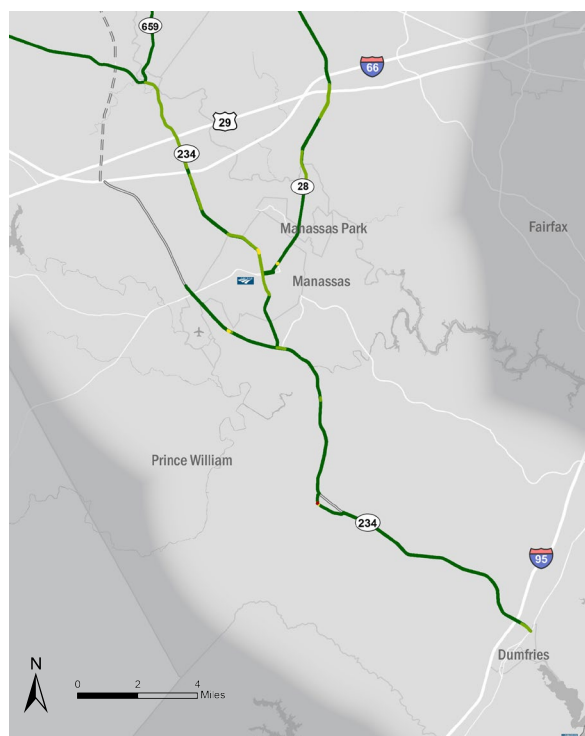 659
66
29
234
28
Manassas Park
Fairfax
Manassas
Prince William
234
95
Dumfries
N
0 2 4
Miles